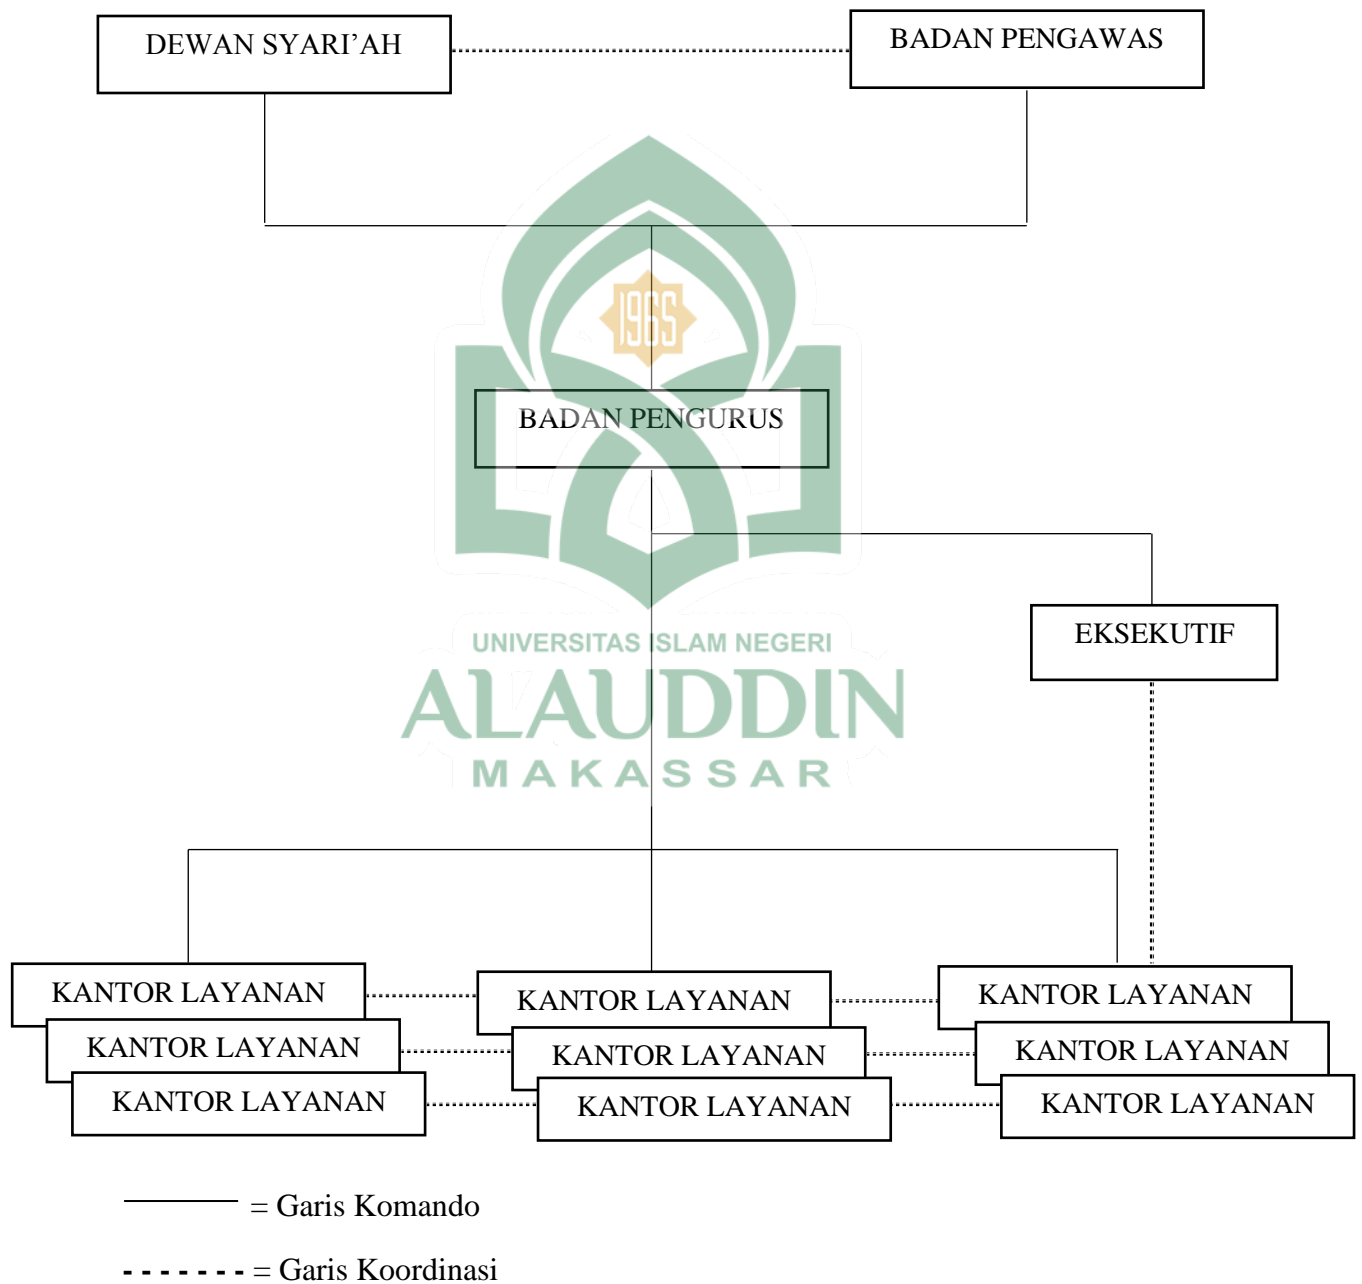 DEWAN SYARI’AH
BADAN PENGAWAS
1965
BADAN PENGURUS
EKSEKUTIF
UNIVERSITAS ISLAM NEGERI
ALAUDDIN
MAKASSAR
KANTOR LAYANAN
KANTOR LAYANAN
KANTOR LAYANAN
KANTOR LAYANAN
KANTOR LAYANAN
KANTOR LAYANAN
KANTOR LAYANAN
KANTOR LAYANAN
KANTOR LAYANAN
= Garis Komando
= Garis Koordinasi